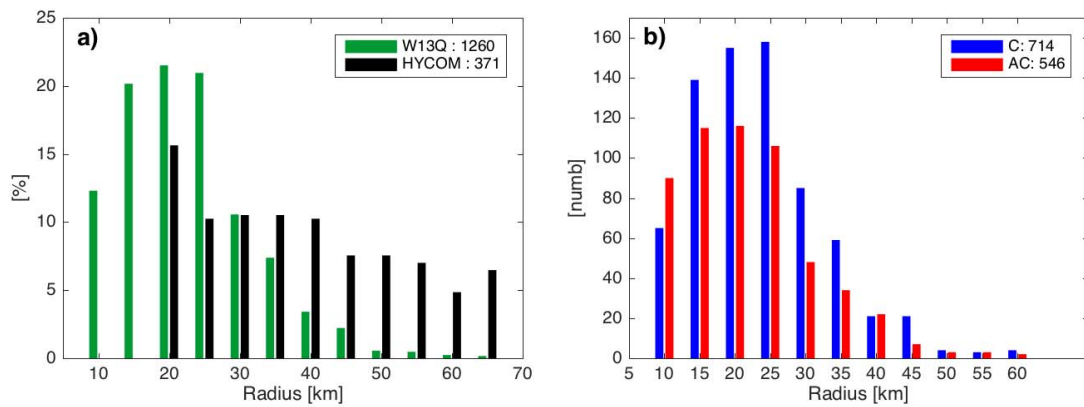 a)
W13Q : 1260
HYCOM : 371
[%]
25
20
15
10
5
0
10 20 30 40 50 60 70
Radius [km]
b)
C: 714
AC: 546
[numb]
160
140
120
100
80
60
40
20
0
5 10 15 20 25 30 35 40 45 50 55 60
Radius [km]